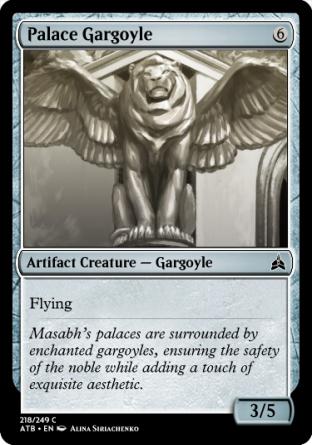 Palace Gargoyle 6
Artifact Creature — Gargoyle
Flying
Masabh's palaces are surrounded by
enchanted gargoyles, ensuring the safety
of the noble while adding a touch of
exquisite aesthetic.
3/5
218/249 C
ATB • EN Alina Siriachenko